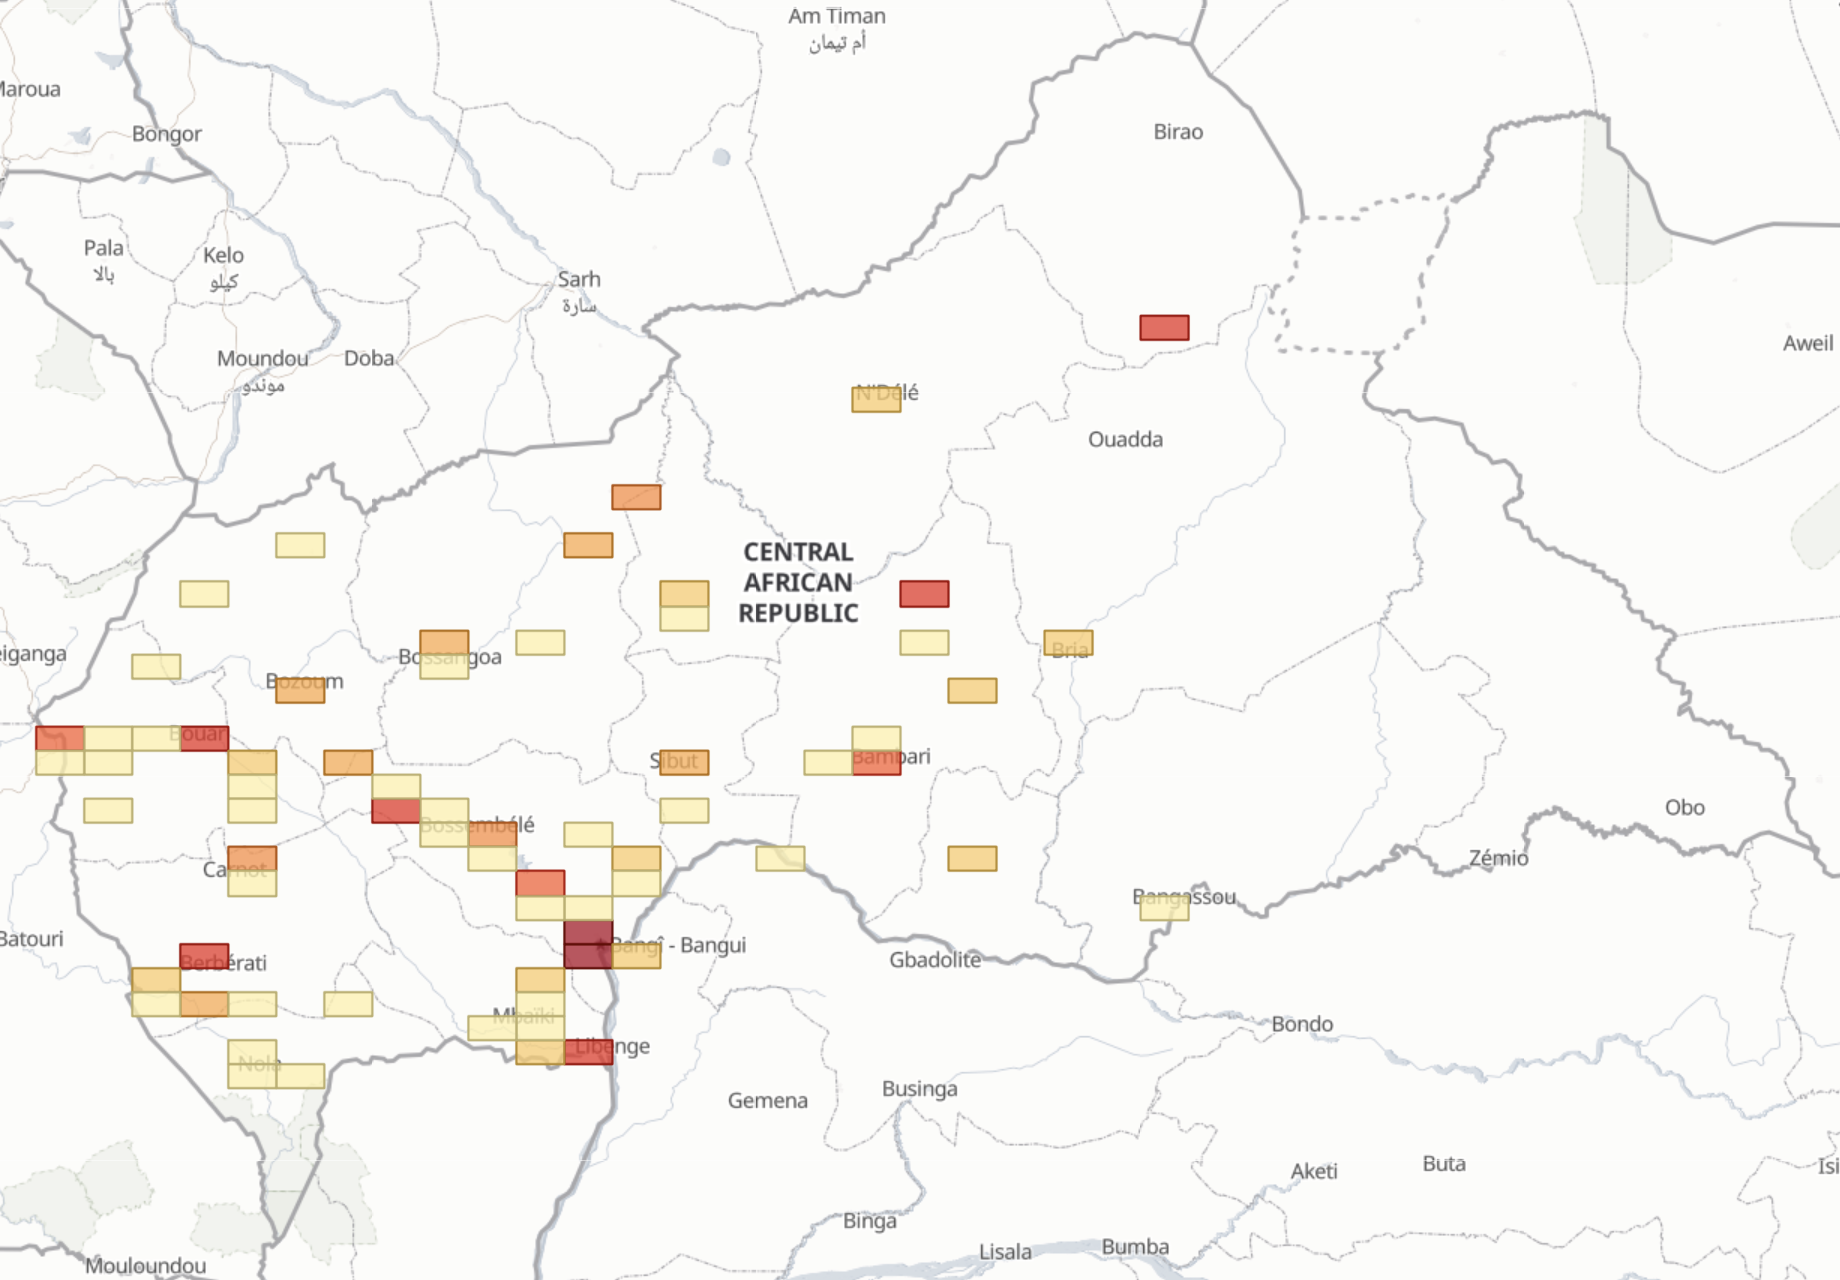 Am Timan
أم تيمان
Maroua
Bongor
Birao
Pala
بالا
Kelo
كيلو
Sarh
سارة
Aweil
Moundou
موندو
Doba
N'Délé
Ouadda
CENTRAL
AFRICAN
REPUBLIC
eiganga
Bossangoa
Bria
Bozoum
Bouar
Sibut
Bambari
Obo
Bossembélé
Zémio
Carnot
Bangassou
Batouri
Bangî - Bangui
Gbadolite
Berbérati
Mbaïki
Bondo
Libenge
Nola
Businga
Gemena
Buta
Isi
Aketi
Binga
Bumba
Lisala
Mouloundou